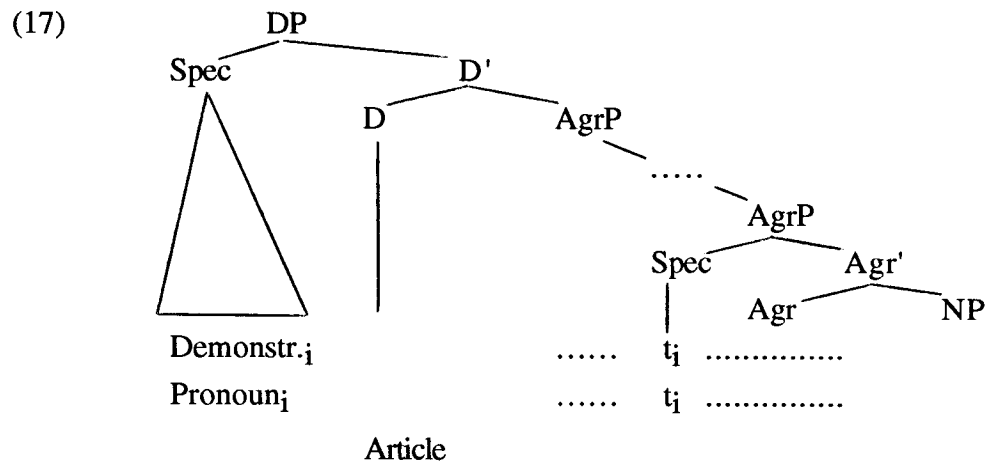 (17) DP
Spec D'
D AgrP
.....
AgrP
Spec Agr'
Agr NP
Demonstr.i ...... ti ...............
Pronouni ...... ti ...............
Article